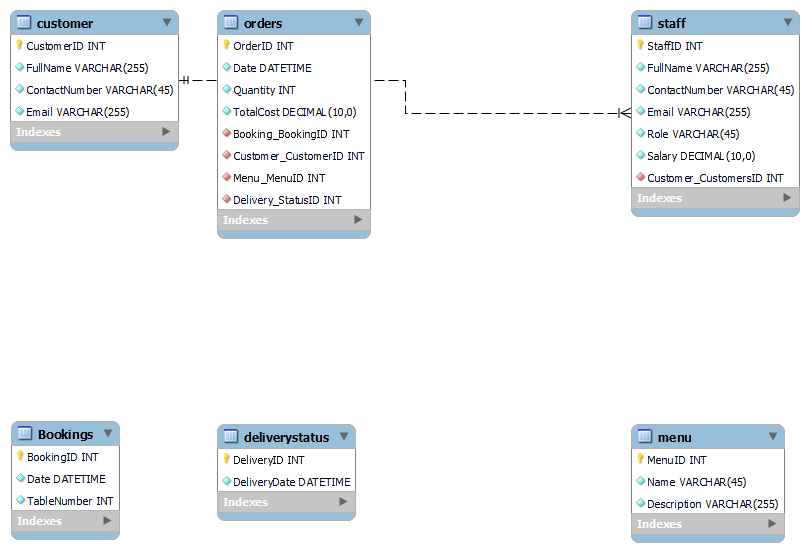 customer
CustomerID INT
FullName VARCHAR(255)
ContactNumber VARCHAR(45)
Email VARCHAR(255)
Indexes
orders
OrderID INT
Date DATETIME
Quantity INT
TotalCost DECIMAL(10,0)
Booking_BookingID INT
Customer_CustomerID INT
Menu_MenuID INT
Delivery_StatusID INT
Indexes
staff
StaffID INT
FullName VARCHAR(255)
ContactNumber VARCHAR(45)
Email VARCHAR(255)
Role VARCHAR(45)
Salary DECIMAL(10,0)
Customer_CustomersID INT
Indexes
Bookings
BookingID INT
Date DATETIME
TableNumber INT
Indexes
deliverystatus
DeliveryID INT
DeliveryDate DATETIME
Indexes
menu
MenuID INT
Name VARCHAR(45)
Description VARCHAR(255)
Indexes